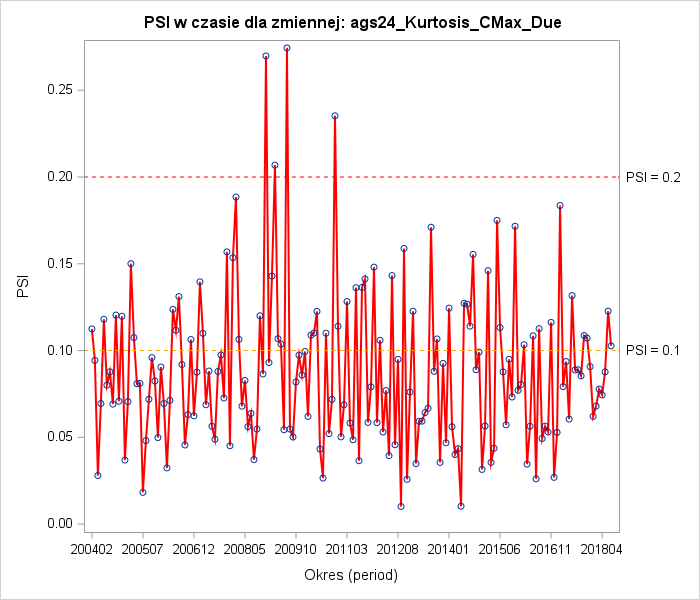 PSI w czasie dla zmiennej: ags24_Kurtosis_CMax_Due
0.25
0.20
PSI = 0.2
0.15
PSI
0.10
PSI = 0.1
0.05
0.00
200402 200507 200612 200805 200910 201103 201208 201401 201506 201611 201804
Okres (period)